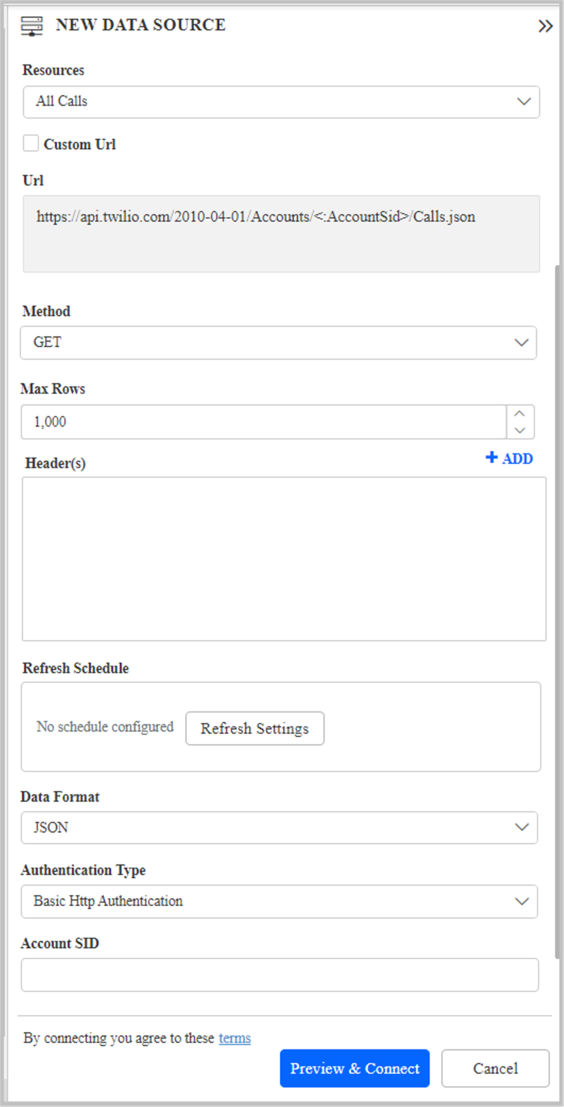 NEW DATA SOURCE
Resources
All Calls
Custom Url
Url
https://api.twilio.com/2010-04-01/Accounts/<:AccountSid>/Calls.json
Method
GET
Max Rows
1,000
Header(s)
+ ADD
Refresh Schedule
No schedule configured
Refresh Settings
Data Format
JSON
Authentication Type
Basic Http Authentication
Account SID
By connecting you agree to these terms
Preview & Connect
Cancel